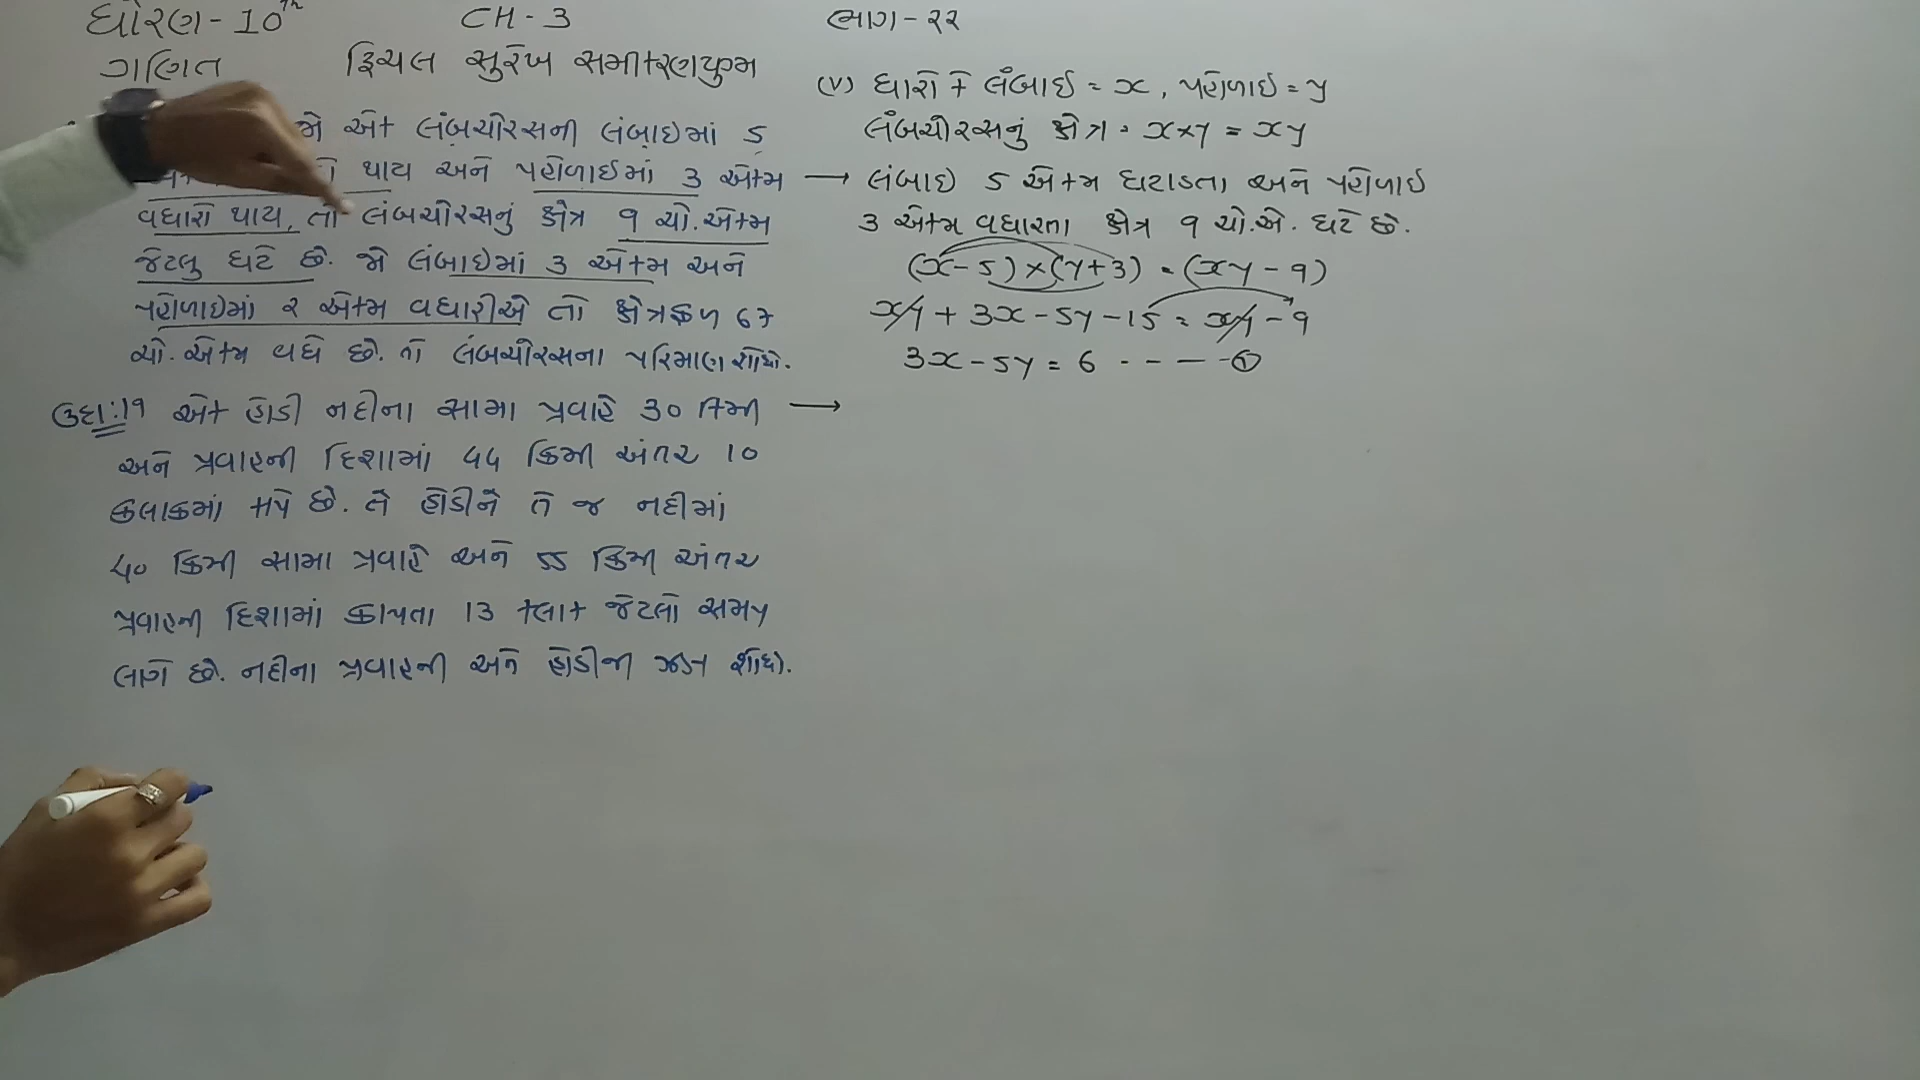 ધોરણ - 10th CH - 3 ભાગ - ૨૨
ગણિત દ્વિચલ સુરેખ સમીકરણયુગ્મ
જો એક લંબચોરસની લંબાઇમાં 5
થાય અને પહોળાઈમાં 3 એકમ
વધારો થાય, તો લંબચોરસનું ક્ષેત્ર ૧ ચો.એકમ
જેટલુ ઘટે છે. જો લંબાઇમાં 3 એકમ અને
પહોળાઇમાં ૨ એકમ વધારીએ તો ક્ષેત્રફળ 67
ચો. એકમ વધે છે. તો લંબચોરસના પરિમાણ શોધો.
ઉદા:19 એક હોડી નદીના સામા પ્રવાહે 30 કિમી →
અને પ્રવાહની દિશામાં 44 કિમી અંતર 10
કલાકમાં કાપે છે. તે હોડીને તે જ નદીમાં
40 કિમી સામા પ્રવાહે અને 55 કિમી અંતર
પ્રવાહની દિશામાં કાપતા 13 કલાક જેટલો સમય
લાગે છે. નદીના પ્રવાહની અને હોડીની ઝડપ શોધો.
(v) ધારો કે લંબાઈ = x, પહોળાઇ = y
લંબચોરસનું ક્ષેત્ર = x × y = xy
→ લંબાઇ 5 એકમ ઘટાડતા અને પહોળાઇ
3 એકમ વધારતા ક્ષેત્ર ૧ ચો.એ. ઘટે છે.
(x - 5) × (y + 3) = (xy - 9)
xy + 3x - 5y - 15 = xy - 9
3x - 5y = 6 - - - - ①